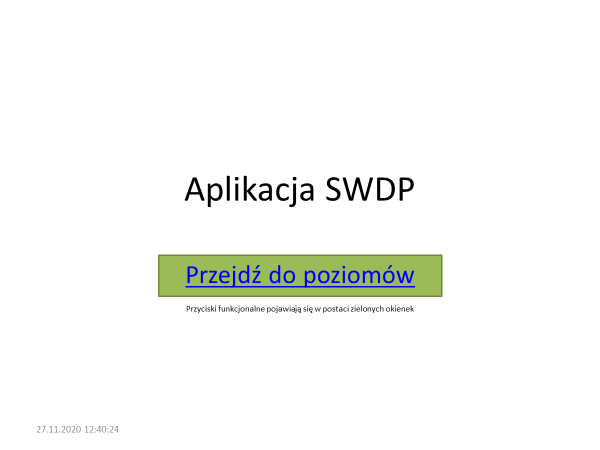 Aplikacja SWDP
Przejdź do poziomów
Przyciski funkcjonalne pojawiają się w postaci zielonych okienek
27.11.2020 12:40:24